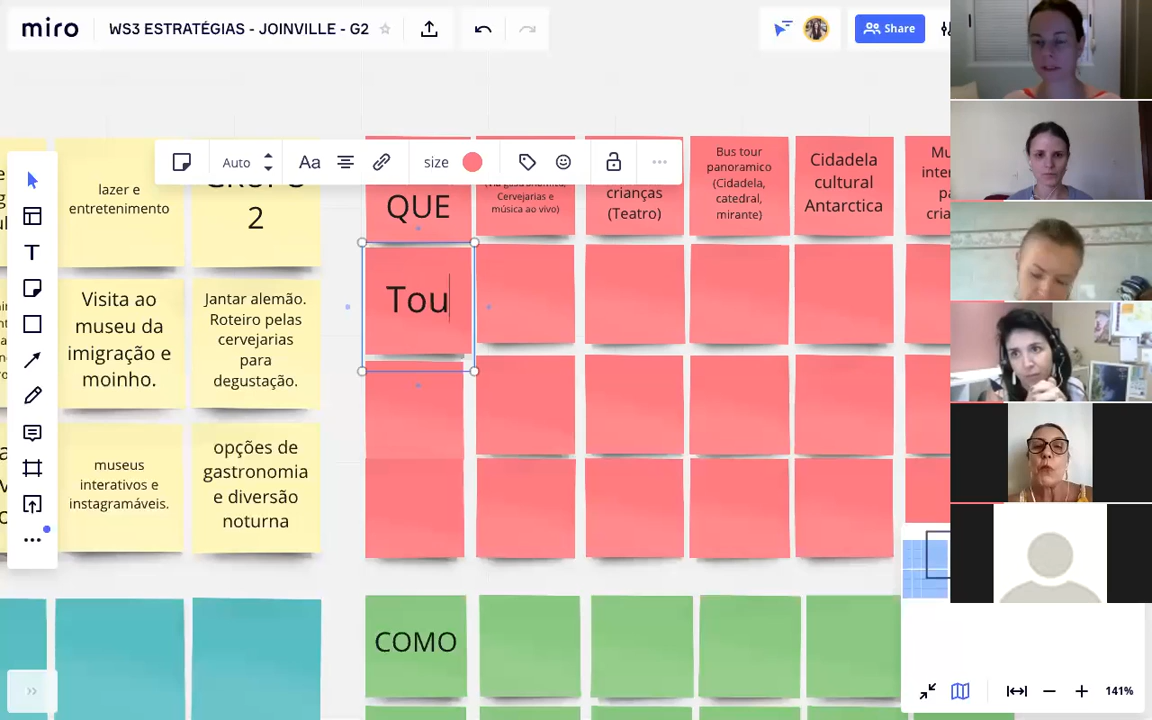 miro
WS3 ESTRATÉGIAS - JOINVILLE - G2
Share
Auto
Aa
size
lazer e
entretenimento
2
Visita ao
museu da
imigração e
moinho.
Jantar alemão.
Roteiro pelas
cervejarias
para
degustação.
museus
interativos e
instagramáveis.
opções de
gastronomia
e diversão
noturna
QUE
Cervejarias e
música ao vivo)
crianças
(Teatro)
Bus tour
panoramico
(Cidadela,
catedral,
mirante)
Cidadela
cultural
Antarctica
Tou
COMO
141%